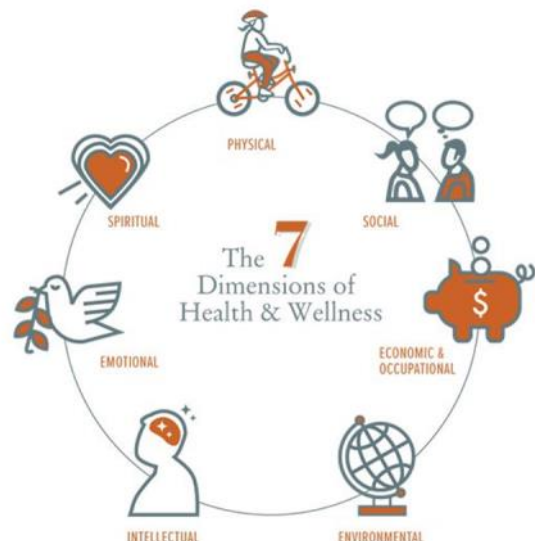 PHYSICAL
SPIRITUAL
SOCIAL
The 7
Dimensions of
Health & Wellness
$
EMOTIONAL
ECONOMIC &
OCCUPATIONAL
INTELLECTUAL
ENVIRONMENTAL